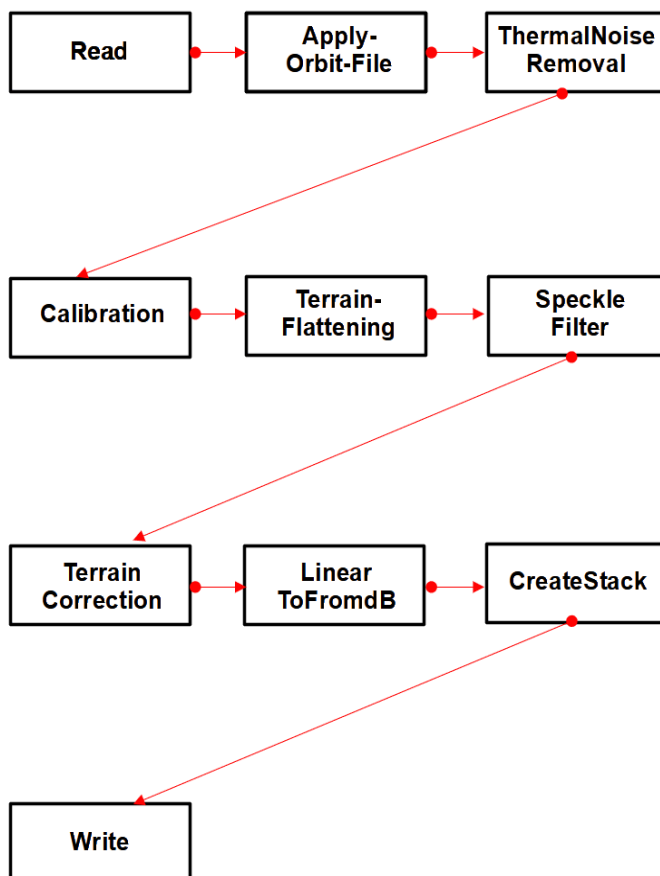 Read
Apply-
Orbit-File
ThermalNoise
Removal
Calibration
Terrain-
Flattening
Speckle
Filter
Terrain
Correction
Linear
ToFromdB
CreateStack
Write